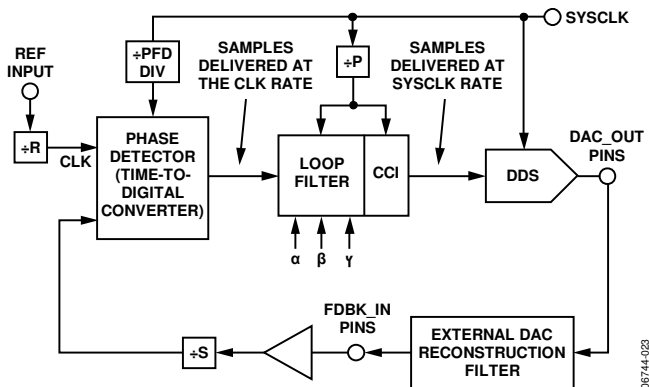 SYSCLK
REF
INPUT
÷PFD
DIV
SAMPLES
DELIVERED AT
THE CLK RATE
÷P
SAMPLES
DELIVERED AT
SYSCLK RATE
÷R
CLK
PHASE
DETECTOR
(TIME-TO-
DIGITAL
CONVERTER)
LOOP
FILTER
CCI
DDS
DAC_OUT
PINS
α β γ
FDBK_IN
PINS
÷S
EXTERNAL DAC
RECONSTRUCTION
FILTER
06744-023